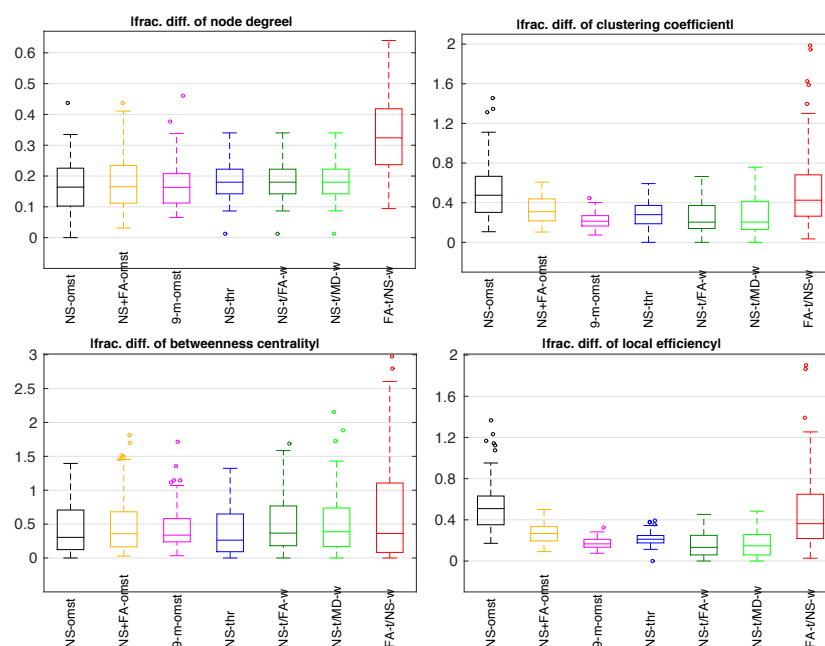 |frac. diff. of node degree|
0.6
0.5
0.4
0.3
0.2
0.1
0
NS-omst
NS+FA-omst
9-m-omst
NS-thr
NS-t/FA-w
NS-t/MD-w
FA-t/NS-w
|frac. diff. of clustering coefficient|
2
1.6
1.2
0.8
0.4
0
NS-omst
NS+FA-omst
9-m-omst
NS-thr
NS-t/FA-w
NS-t/MD-w
FA-t/NS-w
|frac. diff. of betweenness centrality|
3
2.5
2
1.5
1
0.5
0
NS-omst
NS+FA-omst
9-m-omst
NS-thr
NS-t/FA-w
NS-t/MD-w
FA-t/NS-w
|frac. diff. of local efficiency|
2
1.6
1.2
0.8
0.4
0
NS-omst
NS+FA-omst
9-m-omst
NS-thr
NS-t/FA-w
NS-t/MD-w
FA-t/NS-w